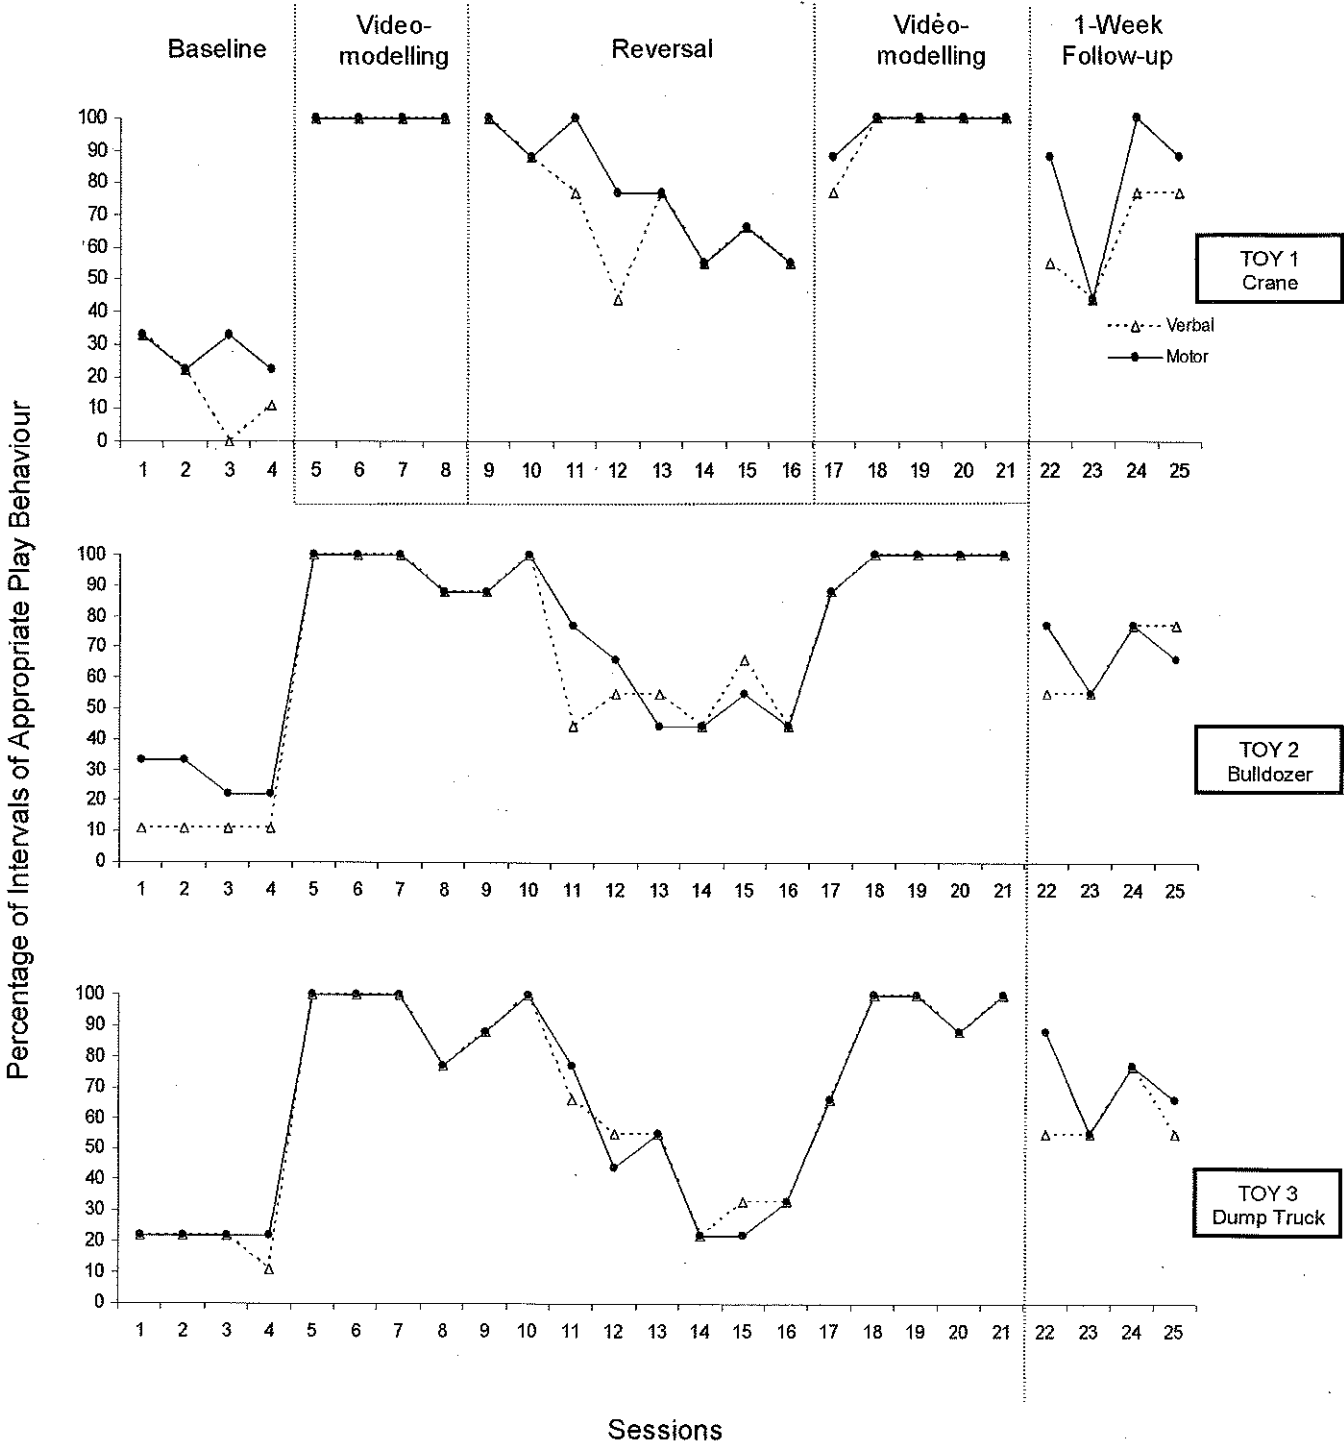 Baseline
Video-
modelling
Reversal
Video-
modelling
1-Week
Follow-up
Percentage of Intervals of Appropriate Play Behaviour
100
90
80
70
60
50
40
30
20
10
0
1 2 3 4 5 6 7 8 9 10 11 12 13 14 15 16 17 18 19 20 21 22 23 24 25
TOY 1
Crane
Verbal
Motor
100
90
80
70
60
50
40
30
20
10
0
1 2 3 4 5 6 7 8 9 10 11 12 13 14 15 16 17 18 19 20 21 22 23 24 25
TOY 2
Bulldozer
100
90
80
70
60
50
40
30
20
10
0
1 2 3 4 5 6 7 8 9 10 11 12 13 14 15 16 17 18 19 20 21 22 23 24 25
TOY 3
Dump Truck
Sessions